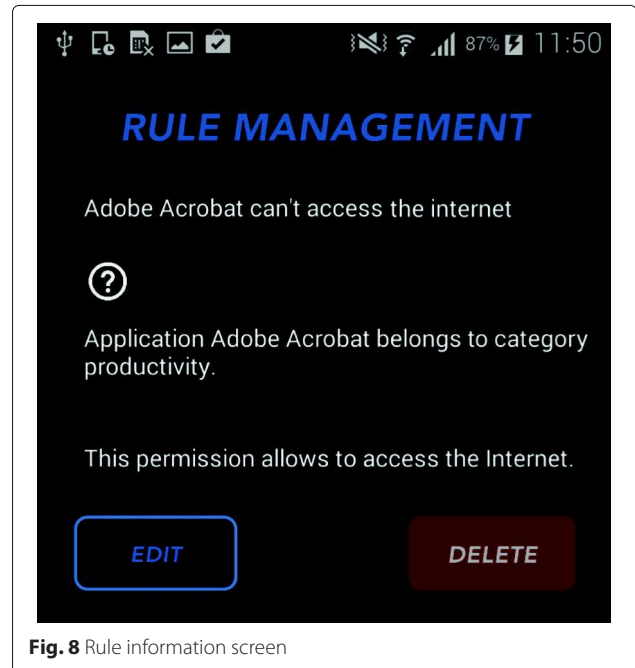 87% 11:50
RULE MANAGEMENT
Adobe Acrobat can't access the internet
?
Application Adobe Acrobat belongs to category
productivity.
This permission allows to access the Internet.
EDIT DELETE
Fig. 8 Rule information screen